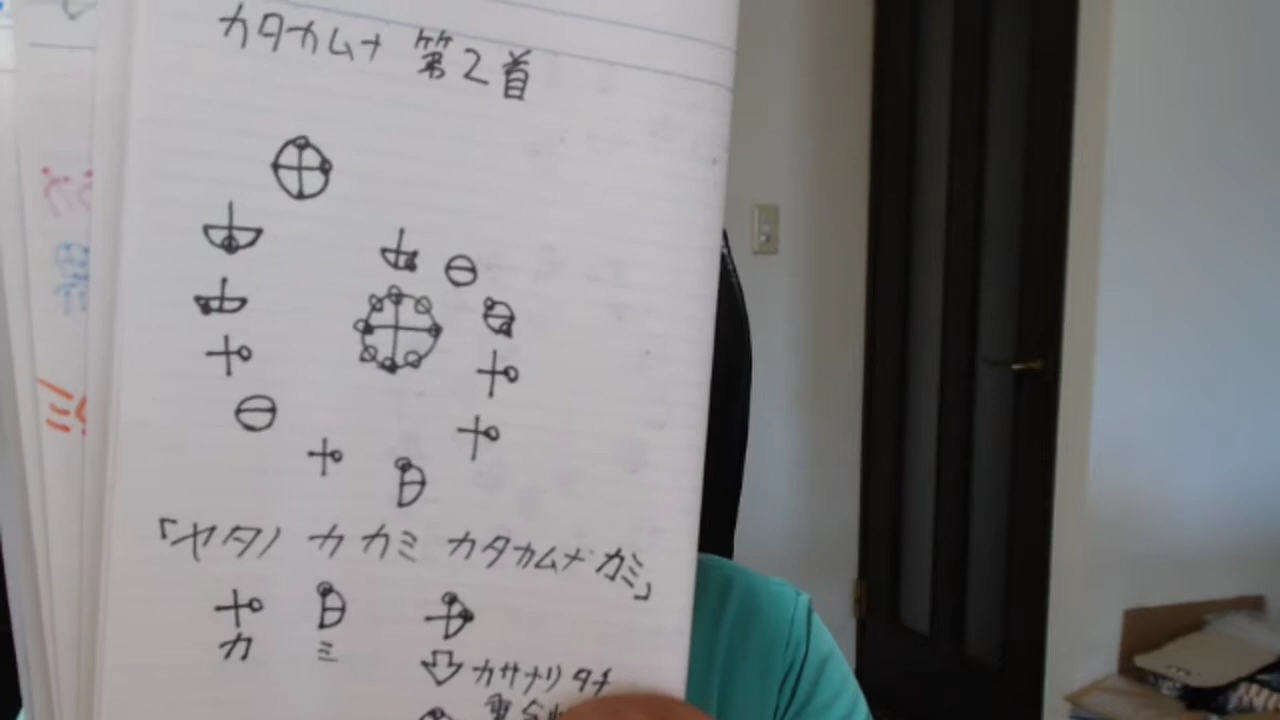 カタカムナ 第2首
「ヤタノ カカミ カタカムナ カミ」
カ ミ
カサナリ タチ